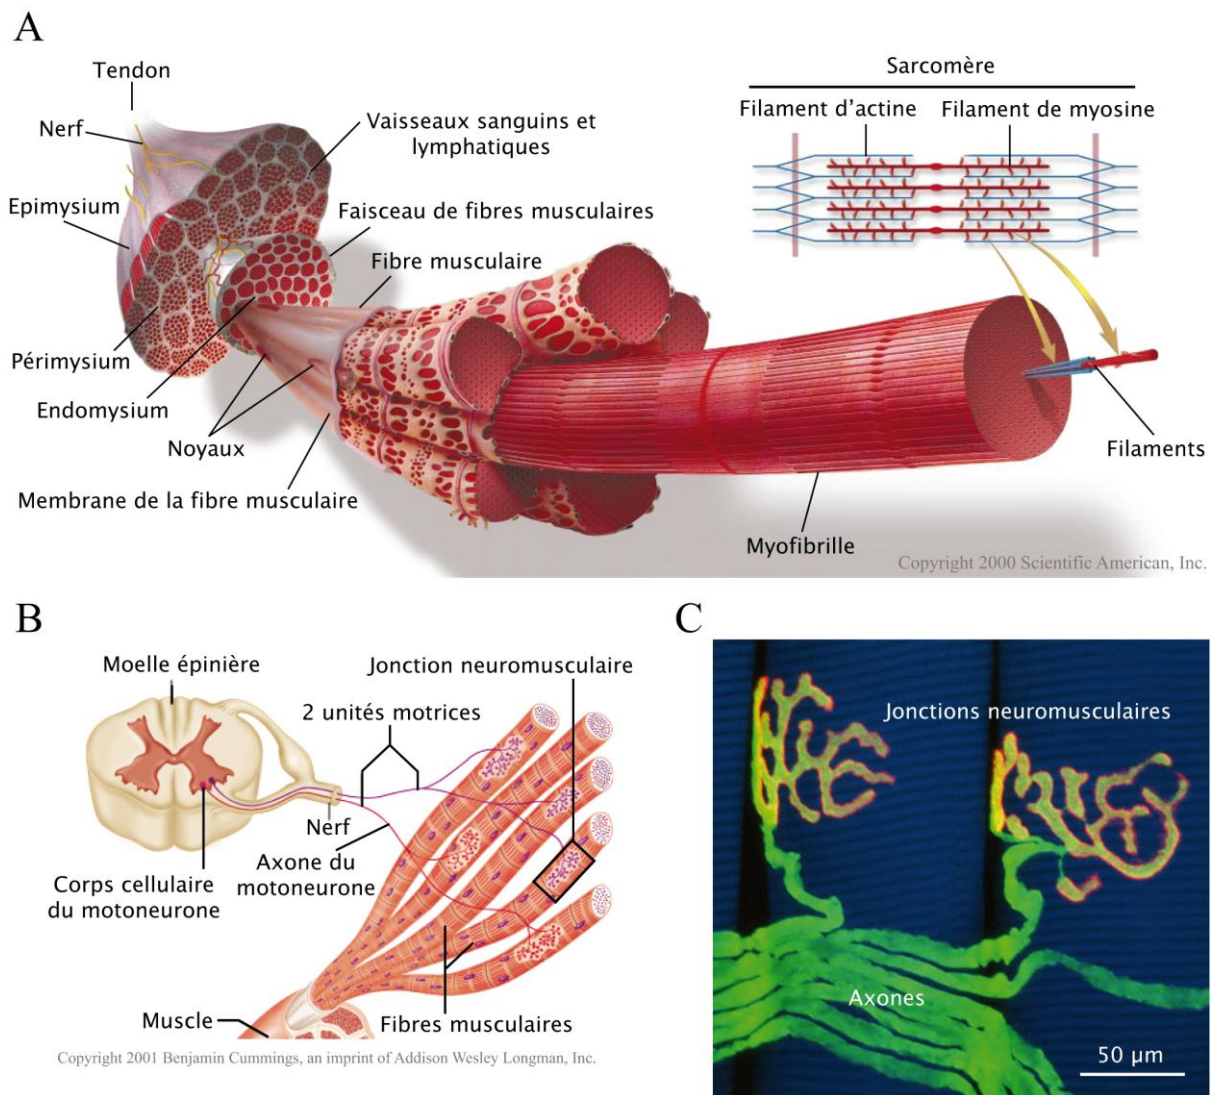 A
Tendon
Nerf
Epimysium
Périmysium
Endomysium
Noyaux
Membrane de la fibre musculaire
Vaisseaux sanguins et
lymphatiques
Faisceau de fibres musculaires
Fibre musculaire
Sarcomère
Filament d'actine
Filament de myosine
Filaments
Myofibrille
Copyright 2000 Scientific American, Inc.
B
Moelle épinière
Jonction neuromusculaire
2 unités motrices
Nerf
Axone du
motoneurone
Corps cellulaire
du motoneurone
Muscle
Fibres musculaires
Copyright 2001 Benjamin Cummings, an imprint of Addison Wesley Longman, Inc.
C
Jonctions neuromusculaires
Axones
50 µm